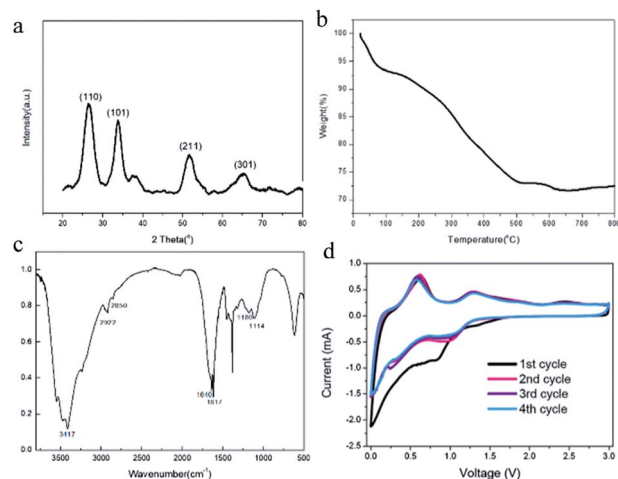 a
(110)
(101)
(211)
(301)
Intensity(a.u.)
20 30 40 50 60 70 80
2 Theta(°)
b
100
95
90
85
80
75
70
Weight(%)
0 100 200 300 400 500 600 700 800
Temperature(°C)
c
1.0
0.8
0.6
0.4
0.2
0.0
2922
2850
1180
1114
1640
1617
3417
3500 3000 2500 2000 1500 1000 500
Wavenumber(cm⁻¹)
d
1.0
0.5
0.0
-0.5
-1.0
-1.5
-2.0
-2.5
Current (mA)
1st cycle
2nd cycle
3rd cycle
4th cycle
0.0 0.5 1.0 1.5 2.0 2.5 3.0
Voltage (V)